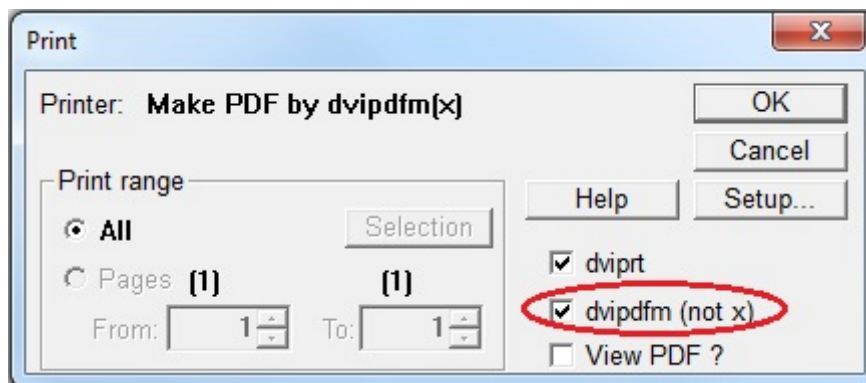 Print
Printer: Make PDF by dvipdfm(x)
OK
Cancel
Print range
Help
Setup...
All
Selection
dviprt
Pages (1) (1)
dvipdfm (not x)
From: 1 To: 1
View PDF ?